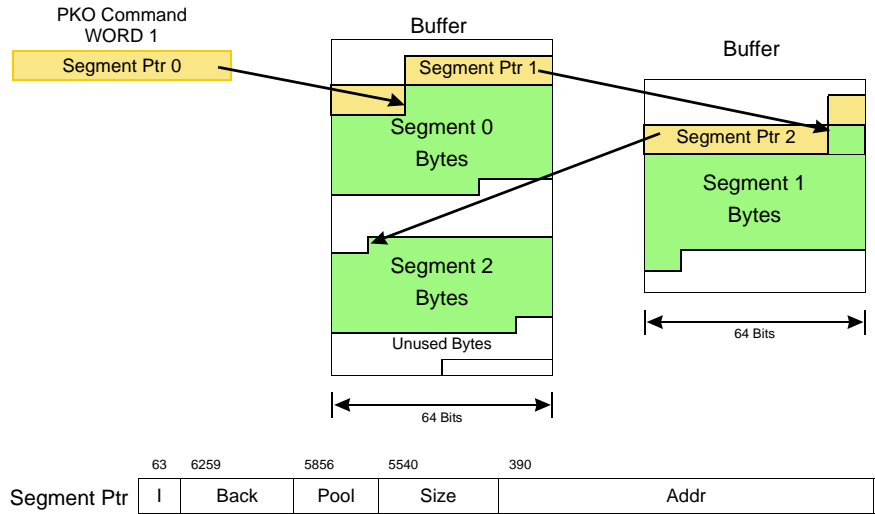 PKO Command
WORD 1
Segment Ptr 0
Buffer
Segment Ptr 1
Segment 0
Bytes
Segment 2
Bytes
Unused Bytes
64 Bits
Buffer
Segment Ptr 2
Segment 1
Bytes
64 Bits
63 6259 5856 5540 390
Segment Ptr I Back Pool Size Addr